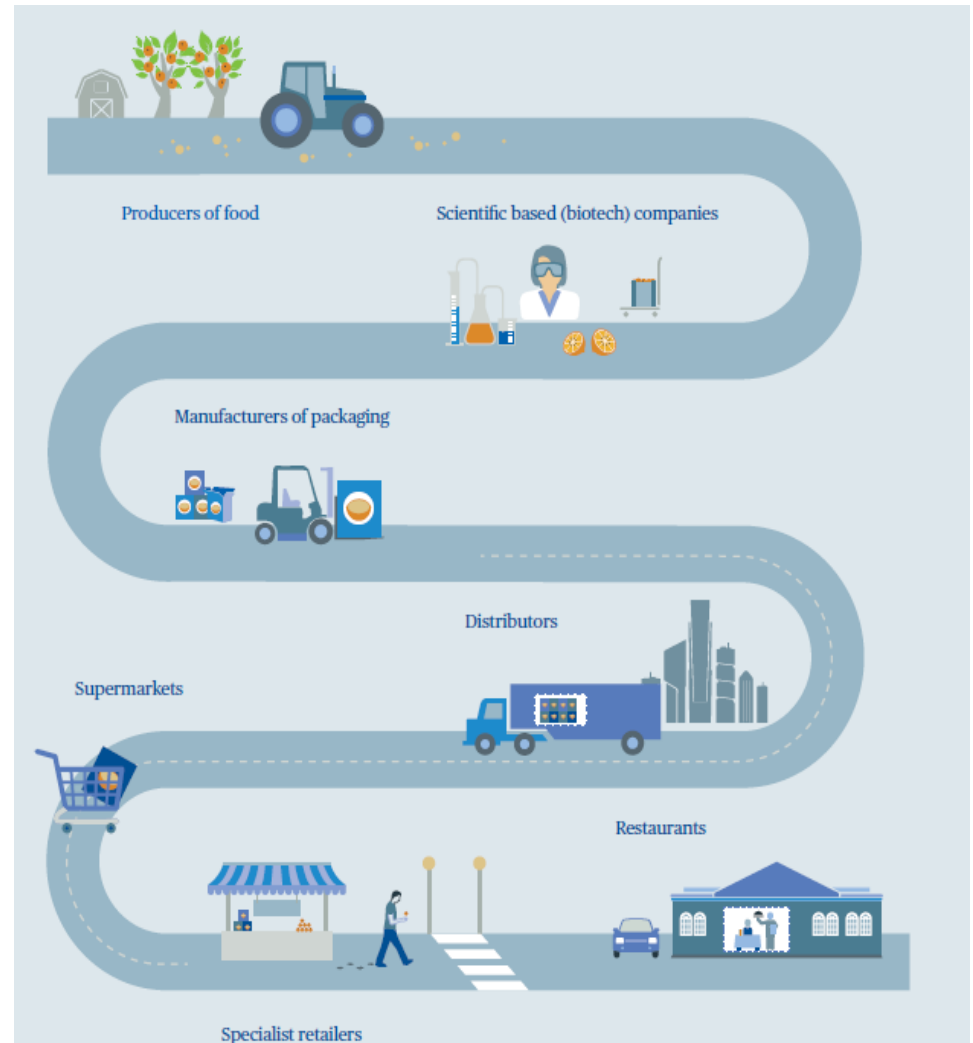 Producers of food
Scientific based (biotech) companies
Manufacturers of packaging
Distributors
Supermarkets
Restaurants
Specialist retailers